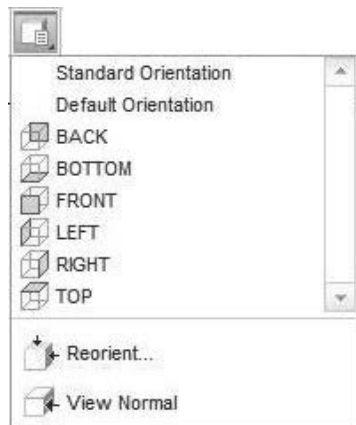 Standard Orientation
Default Orientation
BACK
BOTTOM
FRONT
LEFT
RIGHT
TOP
Reorient...
View Normal